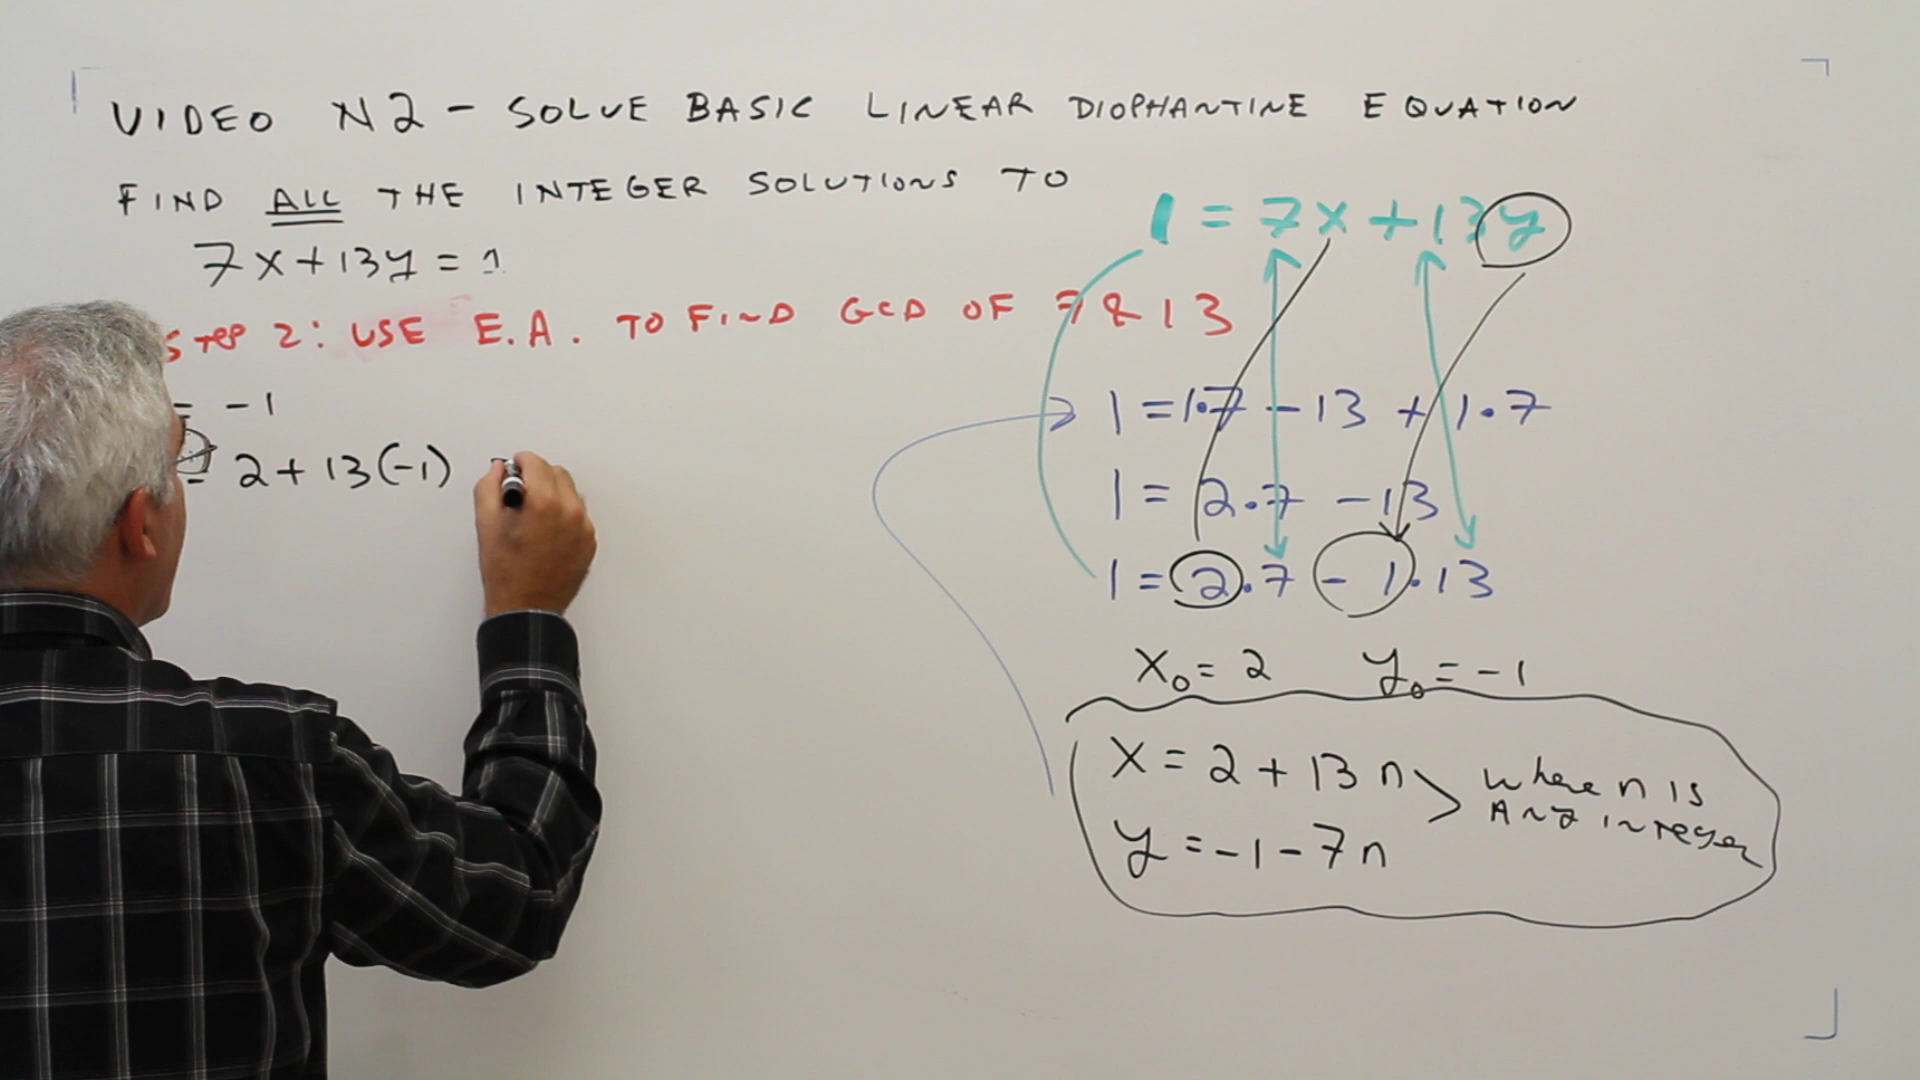 VIDEO N2 - SOLVE BASIC LINEAR DIOPHANTINE EQUATION
FIND ALL THE INTEGER SOLUTIONS TO
7x+13y = 1
STEP 2: USE E.A. TO FIND GCD OF 7 & 13
= -1
= 2 + 13(-1)
1 = 7x + 13y
1 = 1·7 - 13 + 1·7
1 = 2·7 - 13
1 = 2·7 - 1·13
x₀ = 2 y₀ = -1
x = 2 + 13n
y = -1 - 7n
where n is
Any integer